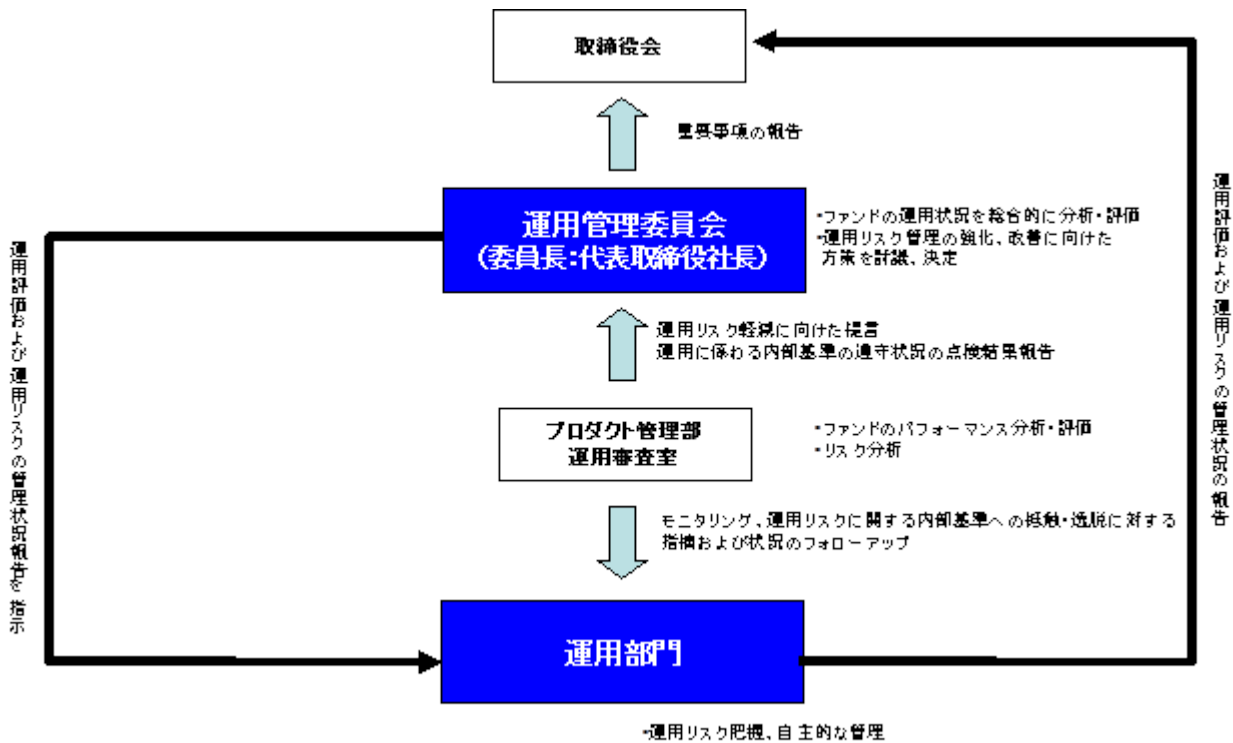 取締役会
重要事項の報告
運用管理委員会
(委員長:代表取締役社長)
・ファンドの運用状況を総合的に分析・評価
・運用リスク管理の強化、改善に向けた
方策を討議、決定
運用リスク軽減に向けた提言
運用に係わる内部基準の遵守状況の点検結果報告
プロダクト管理部
運用審査室
・ファンドのパフォーマンス分析・評価
・リスク分析
モニタリング、運用リスクに関する内部基準への抵触・逸脱に対する
指摘および状況のフォローアップ
運用部門
・運用リスク把握、自主的な管理
運用評価および運用リスクの管理状況報告を指示
運用評価および運用リスクの管理状況の報告